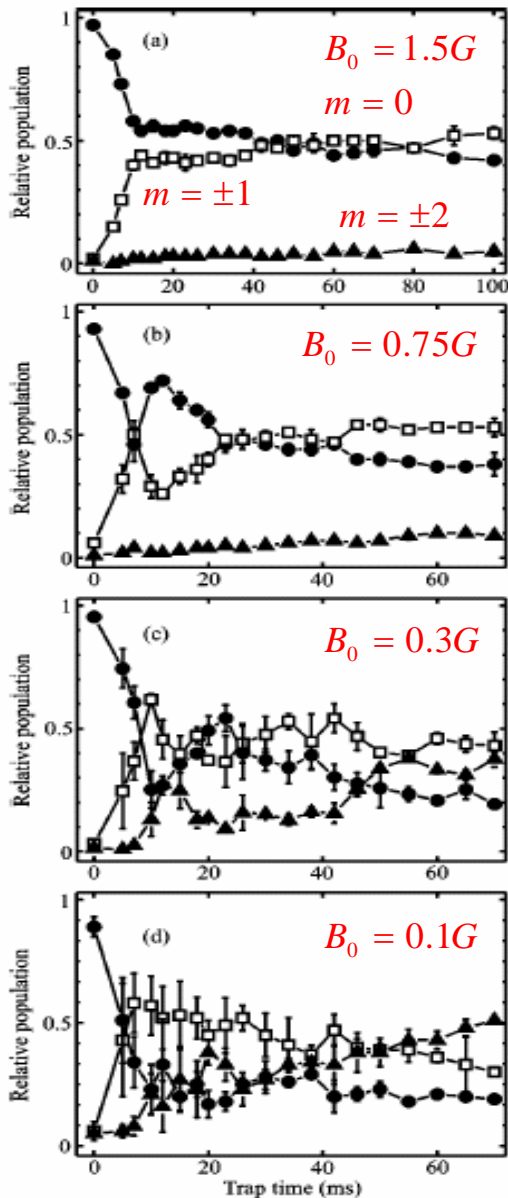 1
(a)
B₀ = 1.5G
m = 0
Relative population
0.5
m = ±1
m = ±2
0
0 20 40 60 80 100
1
(b)
B₀ = 0.75G
Relative population
0.5
0
0 20 40 60
1
(c)
B₀ = 0.3G
Relative population
0.5
0
0 20 40 60
1
(d)
B₀ = 0.1G
Relative population
0.5
0
0 20 40 60
Trap time (ms)